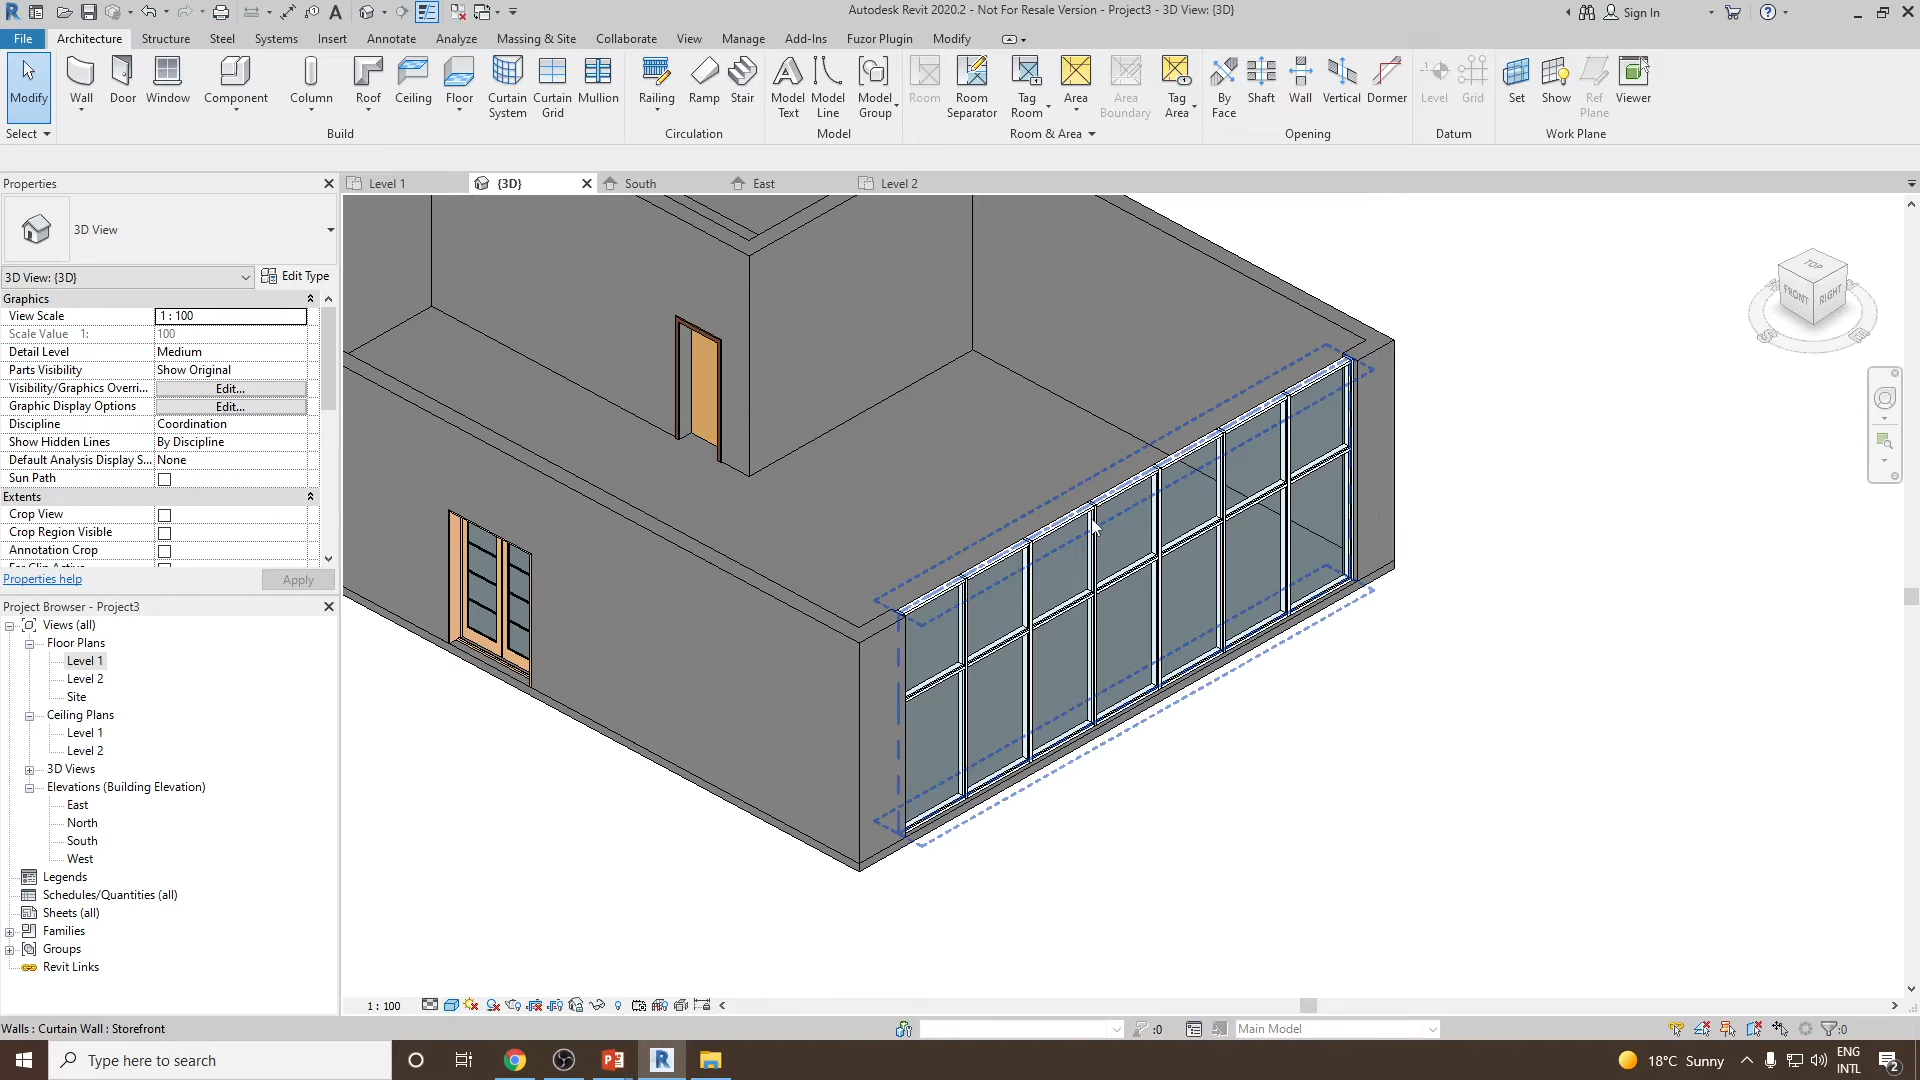 Autodesk Revit 2020.2 - Not For Resale Version - Project3 - 3D View: {3D}
Sign In
File Architecture Structure Steel Systems Insert Annotate Analyze Massing & Site Collaborate View Manage Add-Ins Fuzor Plugin Modify
Modify
Wall
Door
Window
Component
Column
Roof
Ceiling
Floor
Curtain System
Curtain Grid
Mullion
Railing
Ramp
Stair
Model Text
Model Line
Model Group
Room
Room Separator
Tag Room
Area
Area Boundary
Tag Area
By Face
Shaft
Wall
Vertical
Dormer
Level
Grid
Set
Show
Ref Plane
Viewer
Select
Build
Circulation
Model
Room & Area
Opening
Datum
Work Plane
Properties
Level 1
{3D}
South
East
Level 2
3D View
3D View: {3D}
Edit Type
Graphics
View Scale 1 : 100
Scale Value 1: 100
Detail Level Medium
Parts Visibility Show Original
Visibility/Graphics Overri... Edit...
Graphic Display Options Edit...
Discipline Coordination
Show Hidden Lines By Discipline
Default Analysis Display S... None
Sun Path
Extents
Crop View
Crop Region Visible
Annotation Crop
Properties help
Apply
TOP
FRONT
RIGHT
S
E
Project Browser - Project3
Views (all)
Floor Plans
Level 1
Level 2
Site
Ceiling Plans
Level 1
Level 2
3D Views
Elevations (Building Elevation)
East
North
South
West
Legends
Schedules/Quantities (all)
Sheets (all)
Families
Groups
Revit Links
1 : 100
Walls : Curtain Wall : Storefront
:0
Main Model
:0
Type here to search
18°C Sunny
ENG
INTL
2